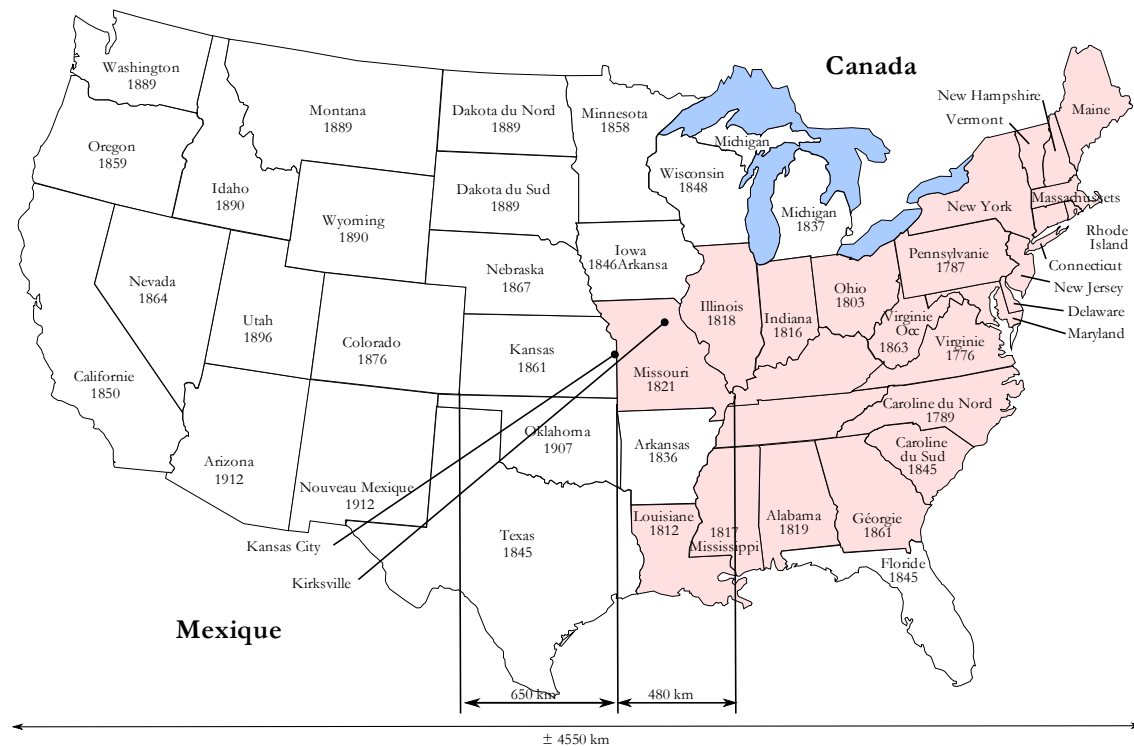 Canada
Washington
1889
Montana
1889
Dakota du Nord
1889
Minnesota
1858
New Hampshire
Maine
Vermont
Oregon
1859
Michigan
Wisconsin
1848
Idaho
1890
Dakota du Sud
1889
Massachussets
New York
Michigan
1837
Wyoming
1890
Rhode
Island
Iowa
1846Arkansa
Pennsylvanie
1787
Connecticut
Nebraska
1867
Nevada
1864
Ohio
1803
New Jersey
Illinois
1818
Delaware
Utah
1896
Indiana
1816
Virginie
Occ
1863
Maryland
Colorado
1876
Kansas
1861
Virginie
1776
Missouri
1821
Californie
1850
Caroline du Nord
1789
Oklahoma
1907
Arkansas
1836
Caroline
du Sud
1845
Arizona
1912
Nouveau Mexique
1912
Louisiane
1812
1817
Mississippi
Alabama
1819
Géorgie
1861
Texas
1845
Kansas City
Floride
1845
Kirksville
Mexique
650 km
480 km
± 4550 km